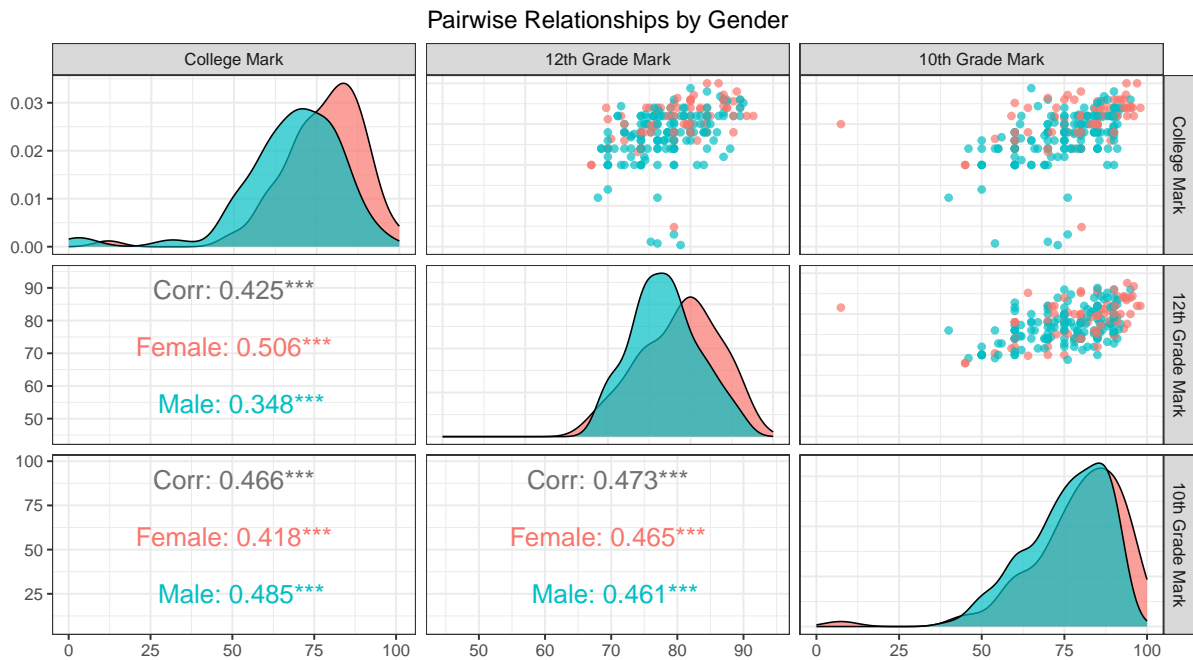 Pairwise Relationships by Gender
College Mark
12th Grade Mark
10th Grade Mark
0.03
0.02
0.01
0.00
College Mark
90
80
70
60
50
Corr: 0.425***
Female: 0.506***
Male: 0.348***
12th Grade Mark
100
75
50
25
Corr: 0.466***
Female: 0.418***
Male: 0.485***
Corr: 0.473***
Female: 0.465***
Male: 0.461***
10th Grade Mark
0 25 50 75 100
50 60 70 80 90
0 25 50 75 100